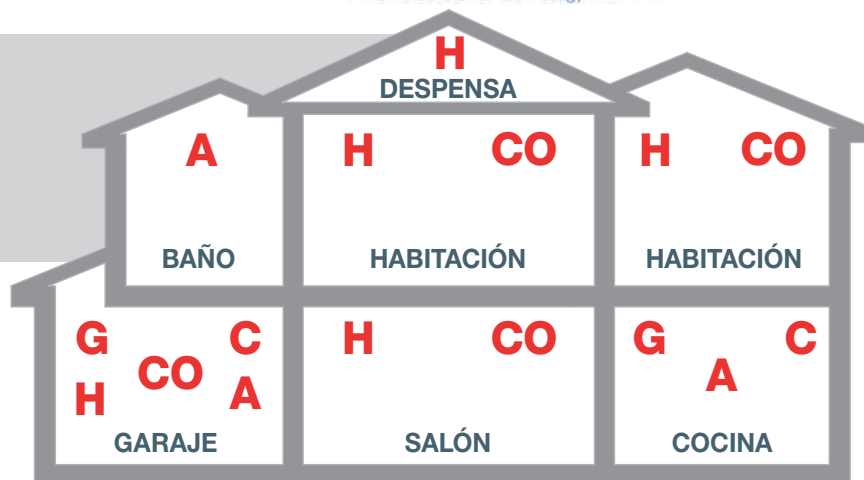 H
DESPENSA
A
H CO
H CO
BAÑO
HABITACIÓN
HABITACIÓN
G C
CO
H A
GARAJE
H CO
SALÓN
G C
A
COCINA